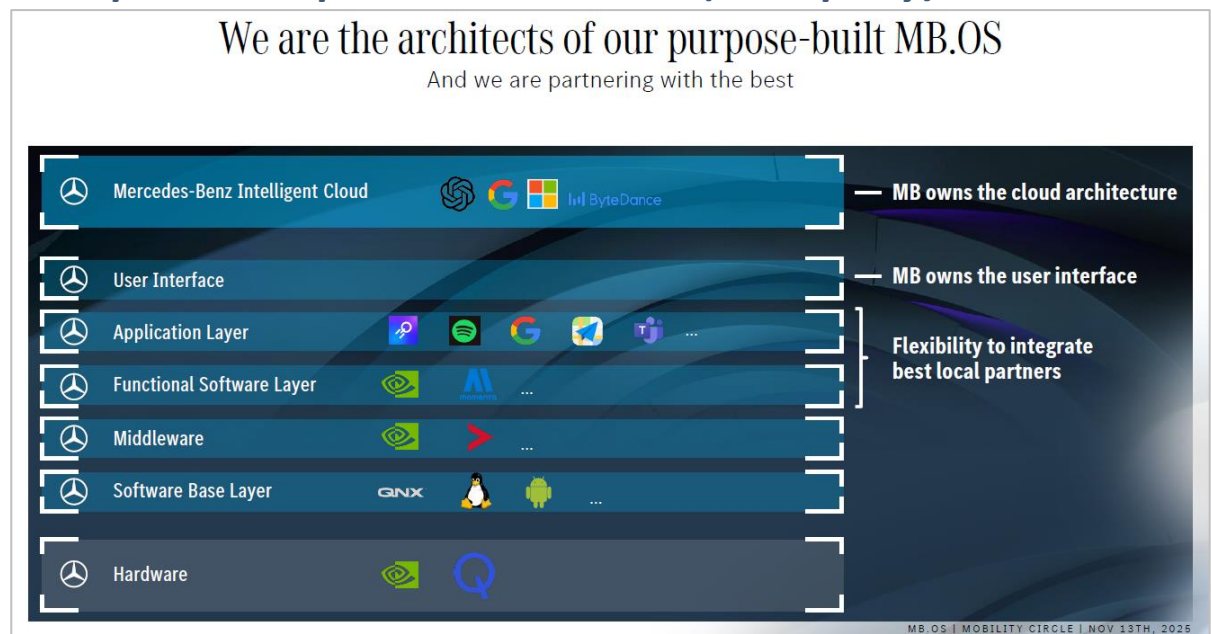 We are the architects of our purpose-built MB.OS
And we are partnering with the best
Mercedes-Benz Intelligent Cloud
ByteDance
MB owns the cloud architecture
User Interface
MB owns the user interface
Application Layer
...
Flexibility to integrate
best local partners
Functional Software Layer
momenta
...
Middleware
...
Software Base Layer
QNX
...
Hardware
MB.OS | MOBILITY CIRCLE | NOV 13TH, 2025